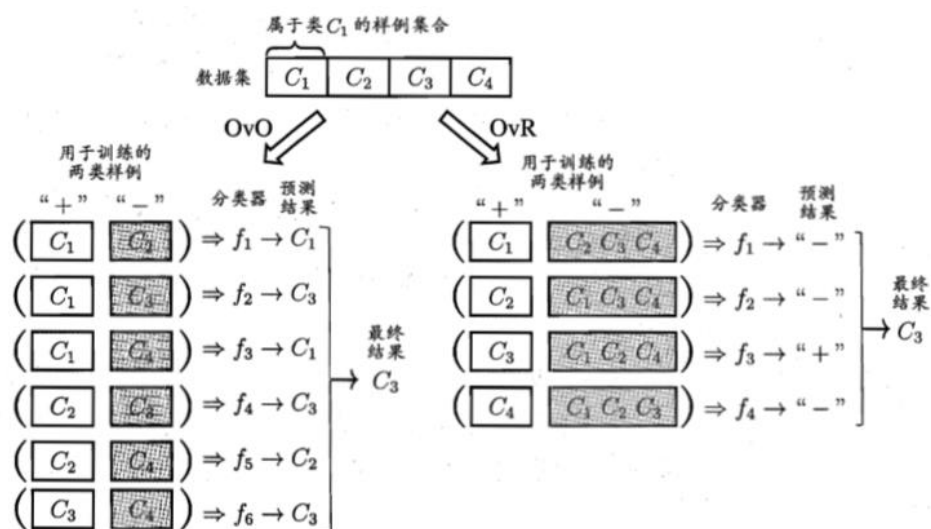 属于类 C₁ 的样例集合
数据集 C₁ C₂ C₃ C₄
OvO OvR
用于训练的
两类样例
“+” “−” 分类器 预测结果
( C₁ C₂ ) ⇒ f₁ → C₁
( C₁ C₃ ) ⇒ f₂ → C₃
( C₁ C₄ ) ⇒ f₃ → C₁
( C₂ C₃ ) ⇒ f₄ → C₃
( C₂ C₄ ) ⇒ f₅ → C₂
( C₃ C₄ ) ⇒ f₆ → C₃
最终
结果
C₃
用于训练的
两类样例
“+” “−” 分类器 预测结果
( C₁ C₂ C₃ C₄ ) ⇒ f₁ → “−”
( C₂ C₁ C₃ C₄ ) ⇒ f₂ → “−”
( C₃ C₁ C₂ C₄ ) ⇒ f₃ → “+”
( C₄ C₁ C₂ C₃ ) ⇒ f₄ → “−”
最终
结果
C₃